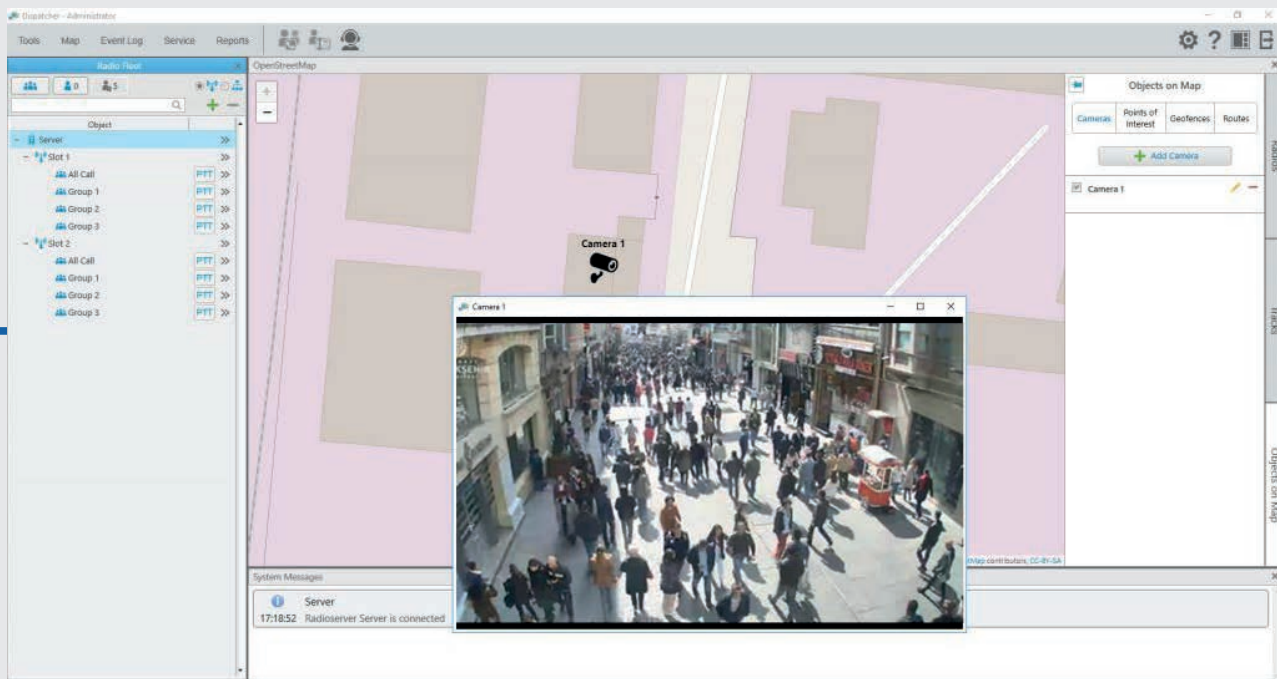 Dispatcher - Administrator
Tools Map Event Log Service Reports
Radio Fleet
0 5
Object
Server
Slot 1
All Call PTT
Group 1 PTT
Group 2 PTT
Group 3 PTT
Slot 2
All Call PTT
Group 1 PTT
Group 2 PTT
Group 3 PTT
OpenStreetMap
Camera 1
Camera 1
Map contributors, CC-BY-SA
Objects on Map
Cameras Points of Interest Geofences Routes
Add Camera
Camera 1
Radios
Tracks
Objects on Map
System Messages
Server
17:18:52 Radioserver Server is connected